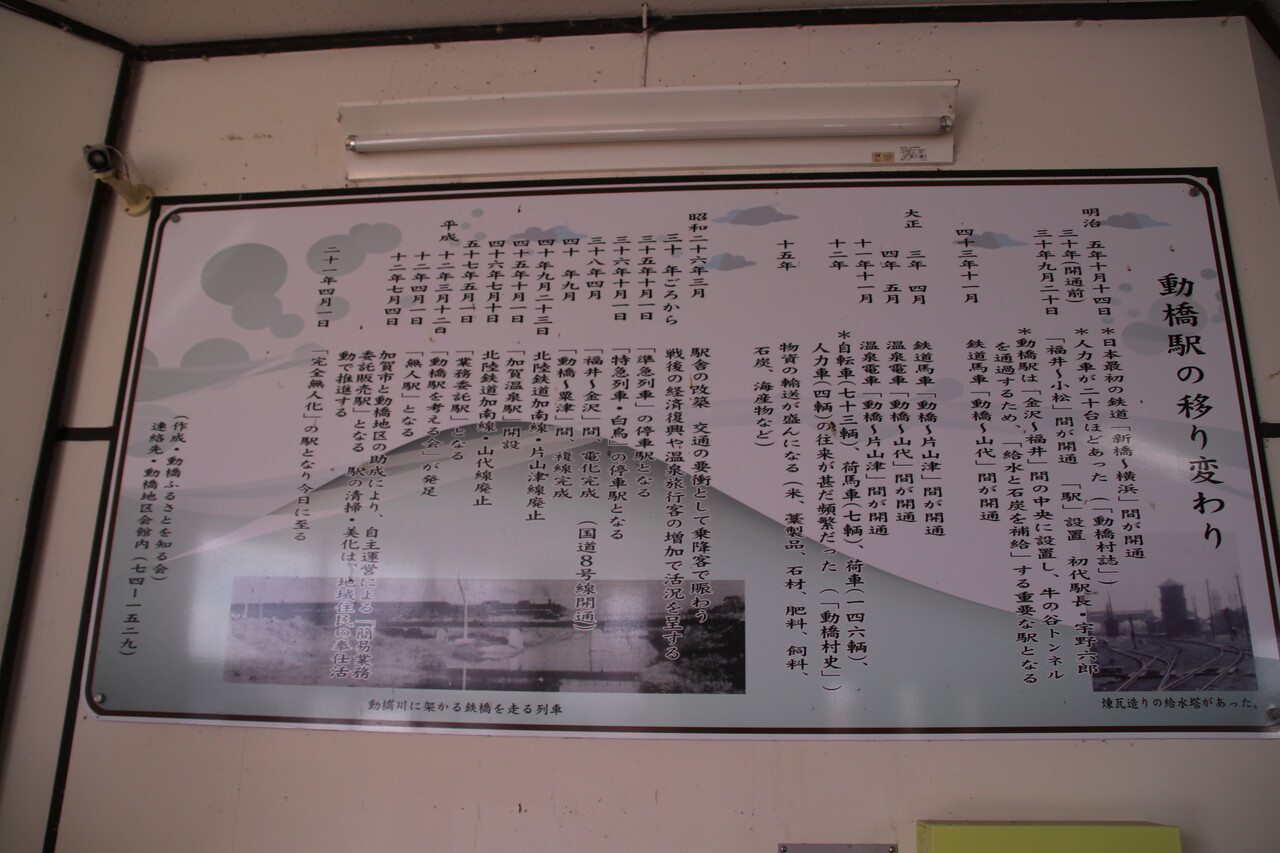 動橋駅の移り変わり
明治 五年十月十四日 *日本最初の鉄道「新橋〜横浜」間が開通
三十年(開通前) *人力車が二十台ほどあった (「動橋村誌」)
三十年九月二十日 「福井〜小松」間が開通 「駅」設置 初代駅長・宇野六郎
*動橋駅は「金沢〜福井」間の中央に設置し、牛の谷トンネル
を通過するため、「給水と石炭を補給」する重要な駅となる
四十三年十一月 鉄道馬車「動橋〜山代」間が開通
大正 三年 四月 鉄道馬車「動橋〜片山津」間が開通
四年 五月 温泉電車「動橋〜山代」間が開通
十一年十一月 温泉電車「動橋〜片山津」間が開通
十二年 *自転車(七十三輌)、荷馬車(七輌)、荷車(一四六輌)、
人力車(四輌)の往来が甚だ頻繁だった (「動橋村史」)
十五年 物資の輸送が盛んになる(米、藁製品、石材、肥料、飼料、
石炭、海産物など)
昭和二十六年三月 駅舎の改築 交通の要衝として乗降客で賑わう
三十 年ごろから 戦後の経済復興や温泉旅行客の増加で活況を呈する
三十五年十月一日 「準急列車」の停車駅となる
三十六年十月一日 「特急列車・白鳥」の停車駅となる
三十八年四月 「福井〜金沢」間、電化完成 (国道8号線開通)
四十 年九月 「動橋〜粟津」間、複線完成
四十年九月二十三日 北陸鉄道加南線・片山津線廃止
四十五年十月一日 「加賀温泉駅」開設
四十六年七月十日 北陸鉄道加南線・山代線廃止
五十七年五月一日 「業務委託駅」となる
平成 十二年三月十二日 「動橋駅を考える会」が発足
十二年四月一日 「無人駅」となる
十二年七月四日 加賀市と動橋地区の助成により、自主運営による「簡易業務
委託販売駅」となる 駅の清掃・美化は、地域住民の奉仕活
動で推進する
二十一年四月一日 「完全無人化」の駅となり今日に至る
(作成・動橋ふるさとを知る会)
連絡先・動橋地区会館内(七四ー一五二九)
動橋川に架かる鉄橋を走る列車
煉瓦造りの給水塔があった。